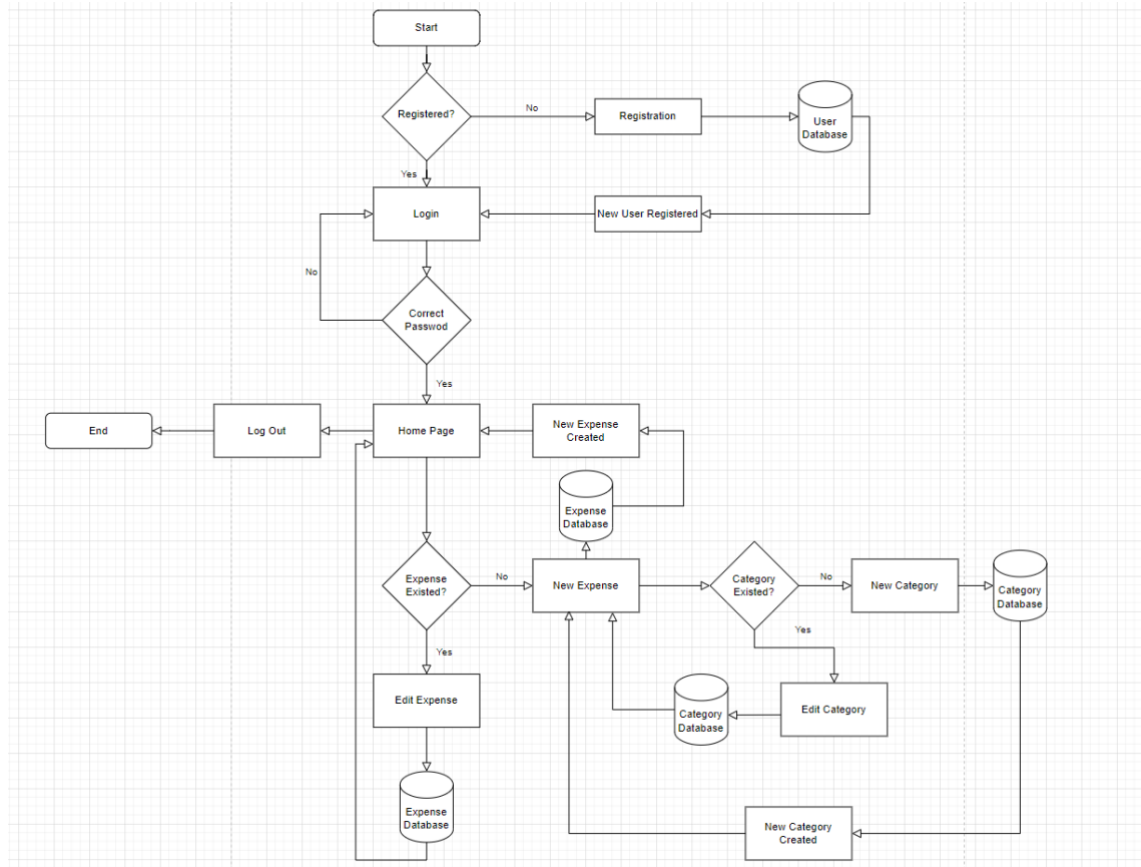 Start
Registered?
No
Registration
User
Database
Yes
Login
New User Registered
No
Correct
Passwod
Yes
End
Log Out
Home Page
New Expense
Created
Expense
Database
Expense
Existed?
No
New Expense
Category
Existed?
No
New Category
Category
Database
Yes
Yes
Edit Expense
Category
Database
Edit Category
Expense
Database
New Category
Created